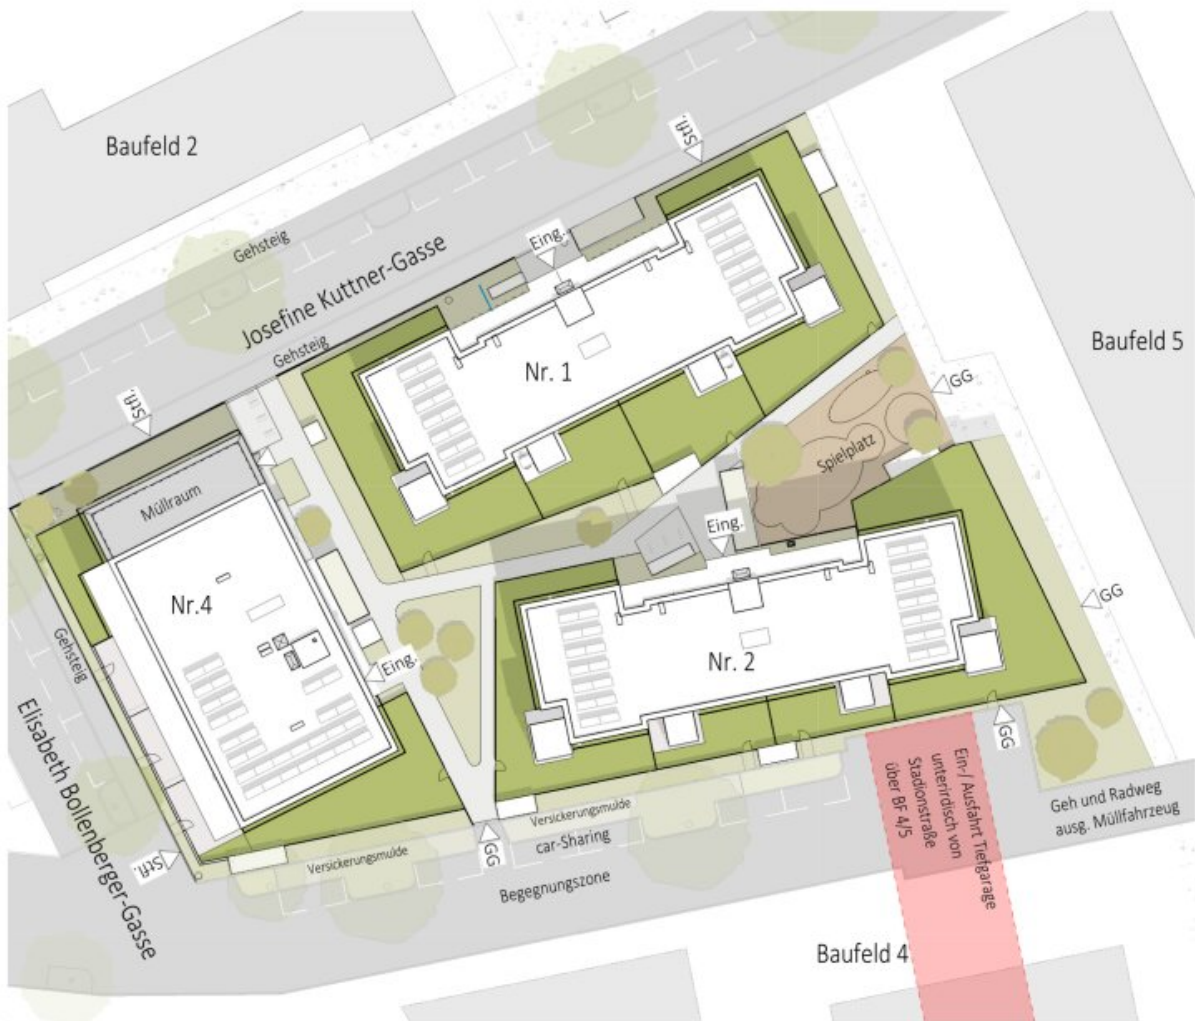 Baufeld 2
Stfl.
Gehsteig
Josefine Kuttner-Gasse
Eing.
Gehsteig
Nr. 1
Baufeld 5
GG
Stfl.
Spielplatz
Müllraum
Eing.
Nr.4
GG
Gehsteig
Eing.
Nr. 2
GG
Elisabeth Bollenberger-Gasse
Ein-/ Ausfahrt Tiefgarage
unterirdisch von
Stadionstraße
über BF 4/5
Geh und Radweg
ausg. Müllfahrzeug
Versickerungsmulde
car-Sharing
Stfl.
Versickerungsmulde
GG
Begegnungszone
Baufeld 4